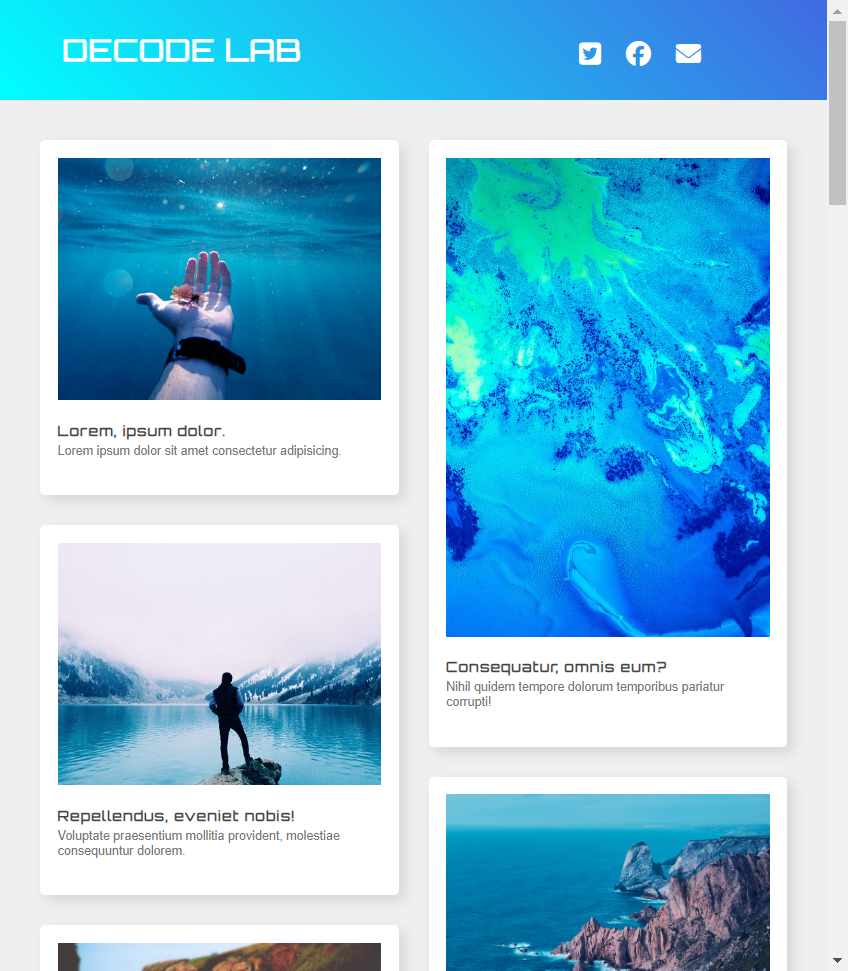 DECODE LAB
Lorem, ipsum dolor.
Lorem ipsum dolor sit amet consectetur adipisicing.
Repellendus, eveniet nobis!
Voluptate praesentium mollitia provident, molestiae
consequuntur dolorem.
Consequatur, omnis eum?
Nihil quidem tempore dolorum temporibus pariatur
corrupti!